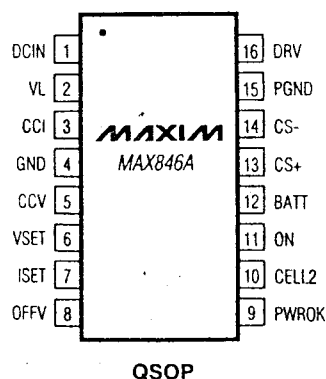 DCIN 1
VL 2
CCI 3
GND 4
CCV 5
VSET 6
ISET 7
OFFV 8
MAXIM
MAX846A
16 DRV
15 PGND
14 CS-
13 CS+
12 BATT
11 ON
10 CELL2
9 PWROK
QSOP